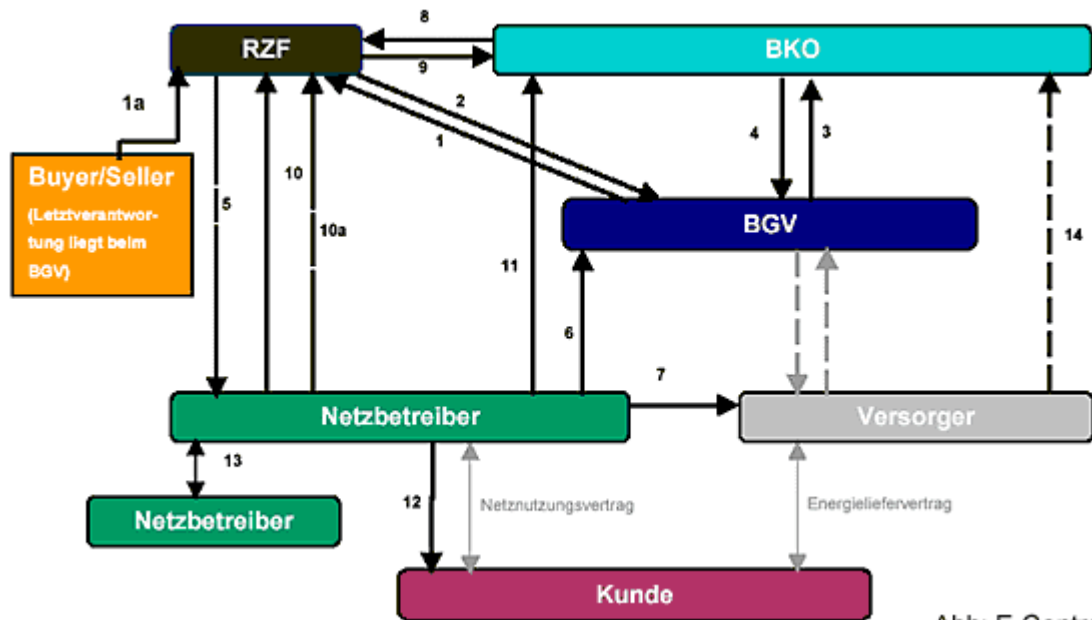 8
RZF
BKO
9
1a
2
1
4
3
Buyer/Seller
(Letztverantwor-
tung liegt beim
BGV)
5
10
10a
BGV
11
14
6
7
Netzbetreiber
Versorger
13
12
Netznutzungsvertrag
Energieliefervertrag
Netzbetreiber
Kunde